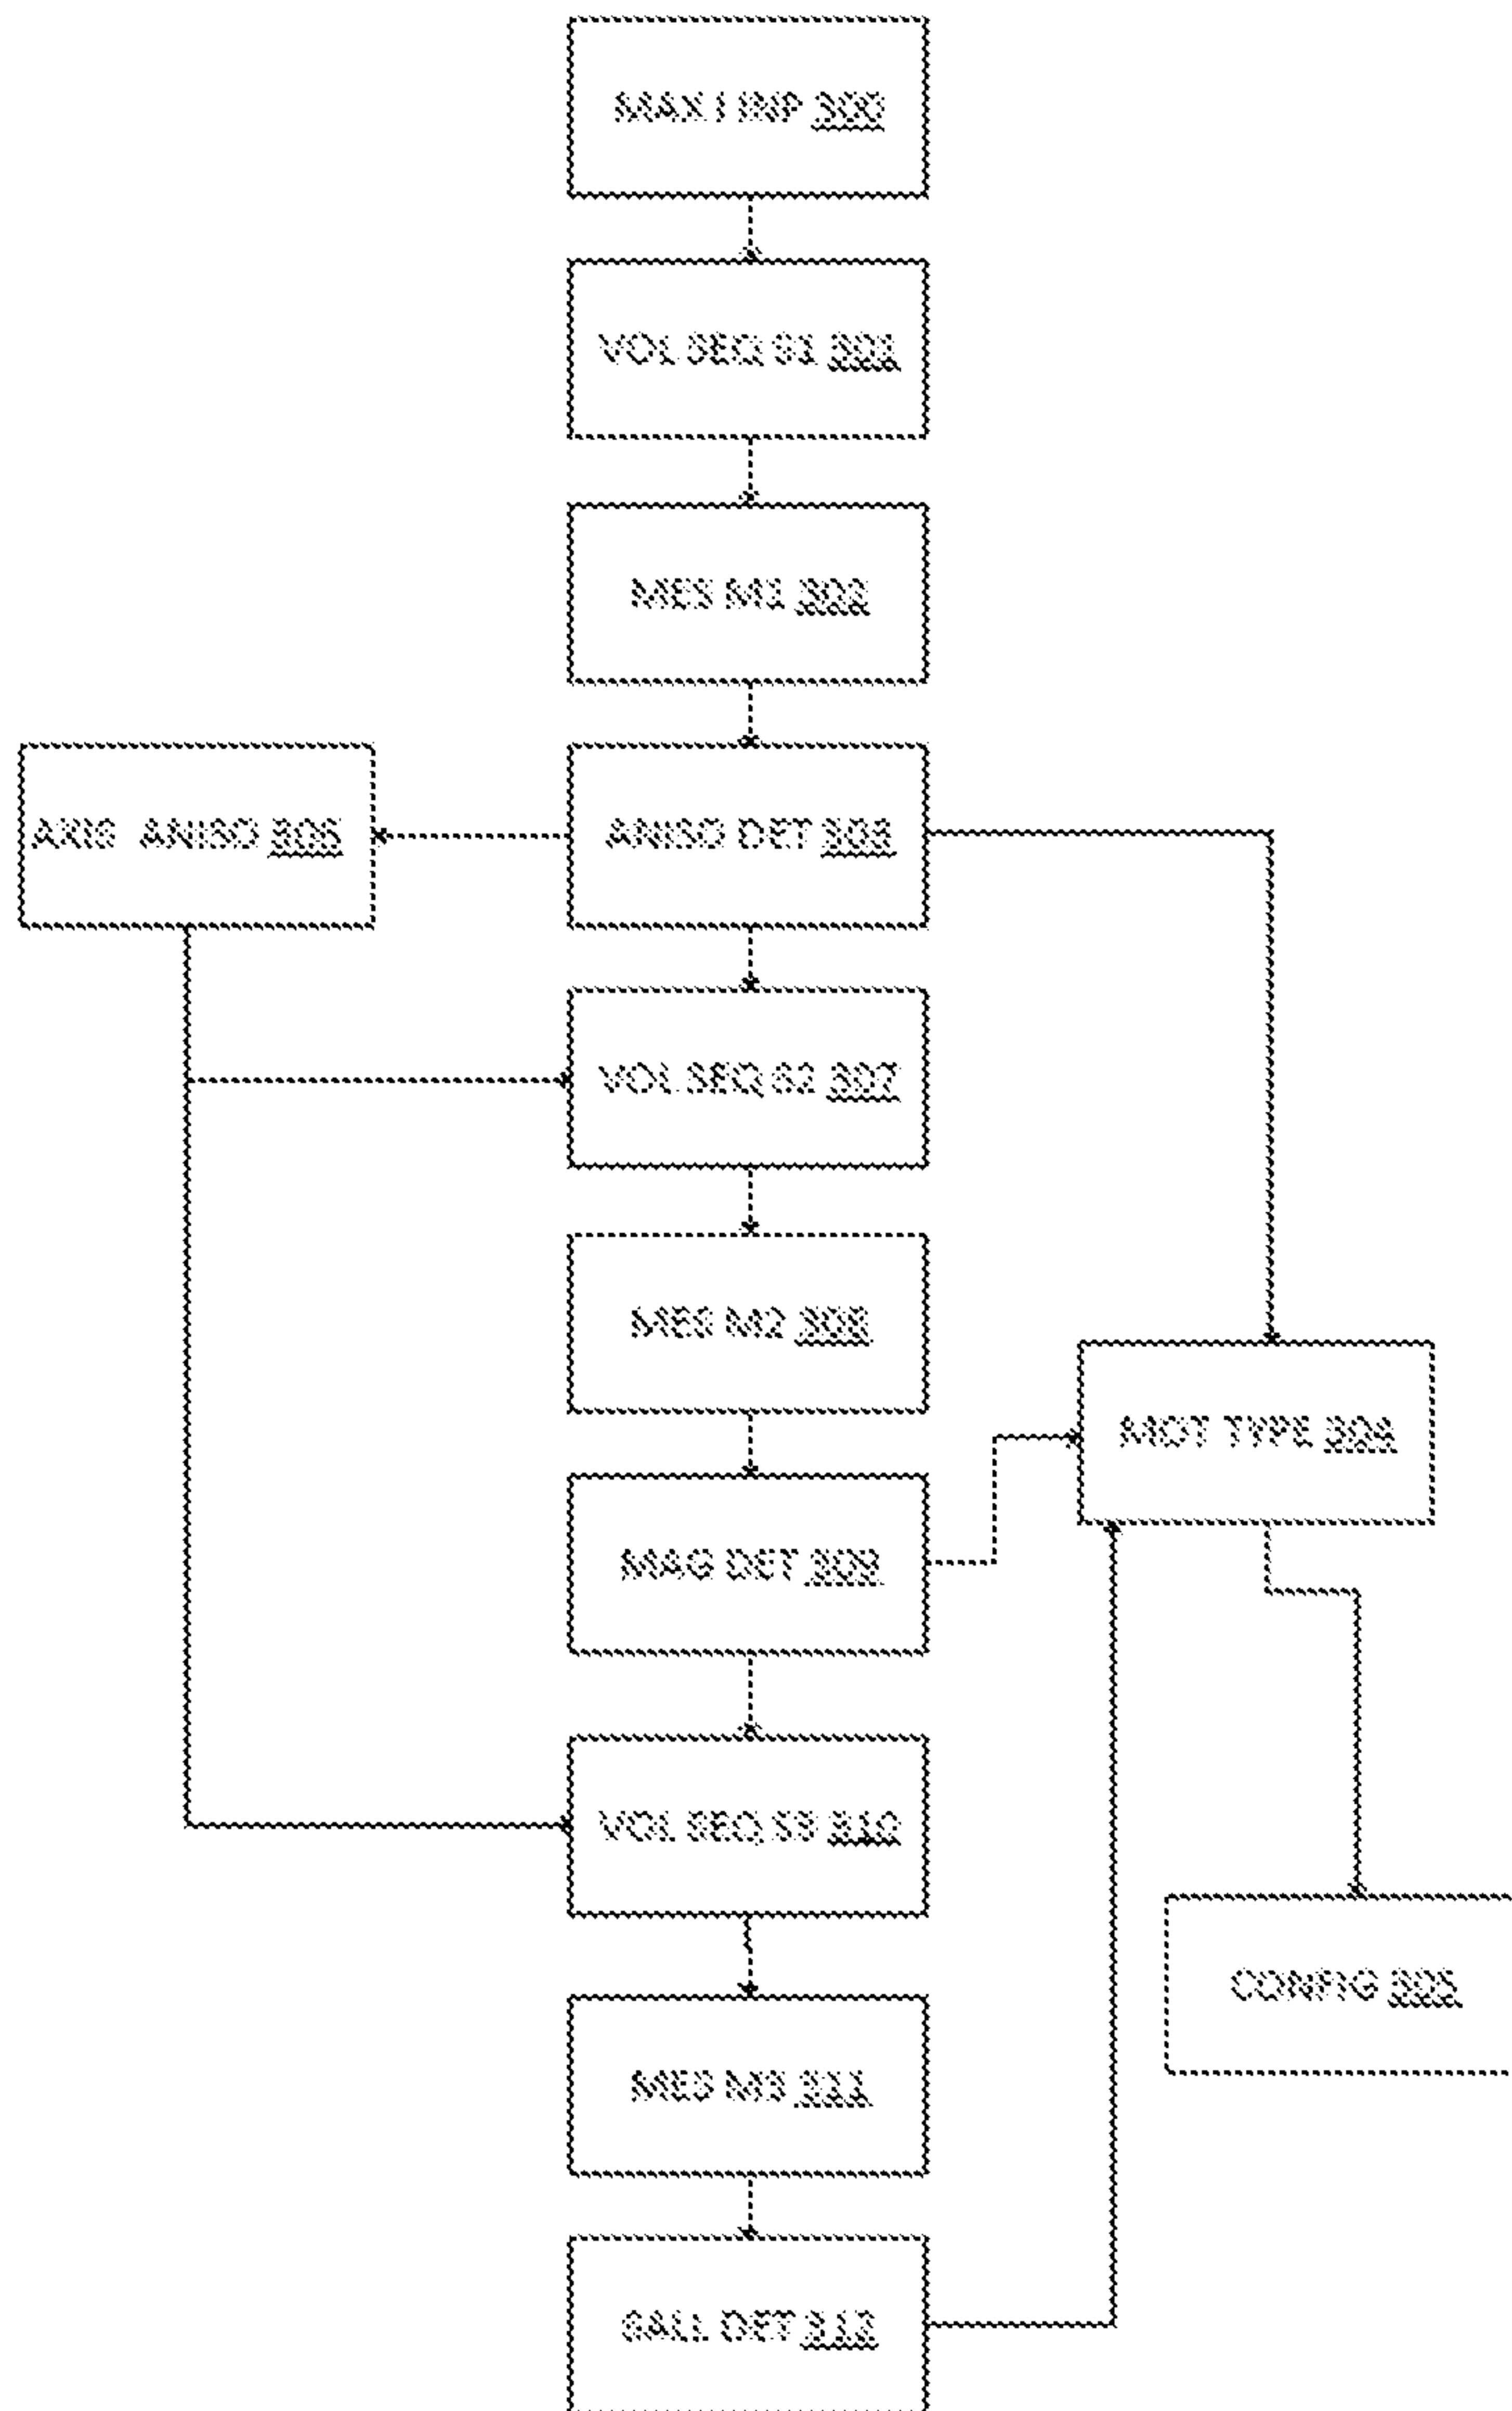 MAX I INP 300
VOL SEQ S1 301
MES M1 302
AXIS ANISO 306
ANISO DET 303
VOL SEQ S2 307
MES M2 308
MOT TYPE 304
MAG DET 309
VOL SEQ S3 310
CONFIG 305
MES M3 311
DET 312